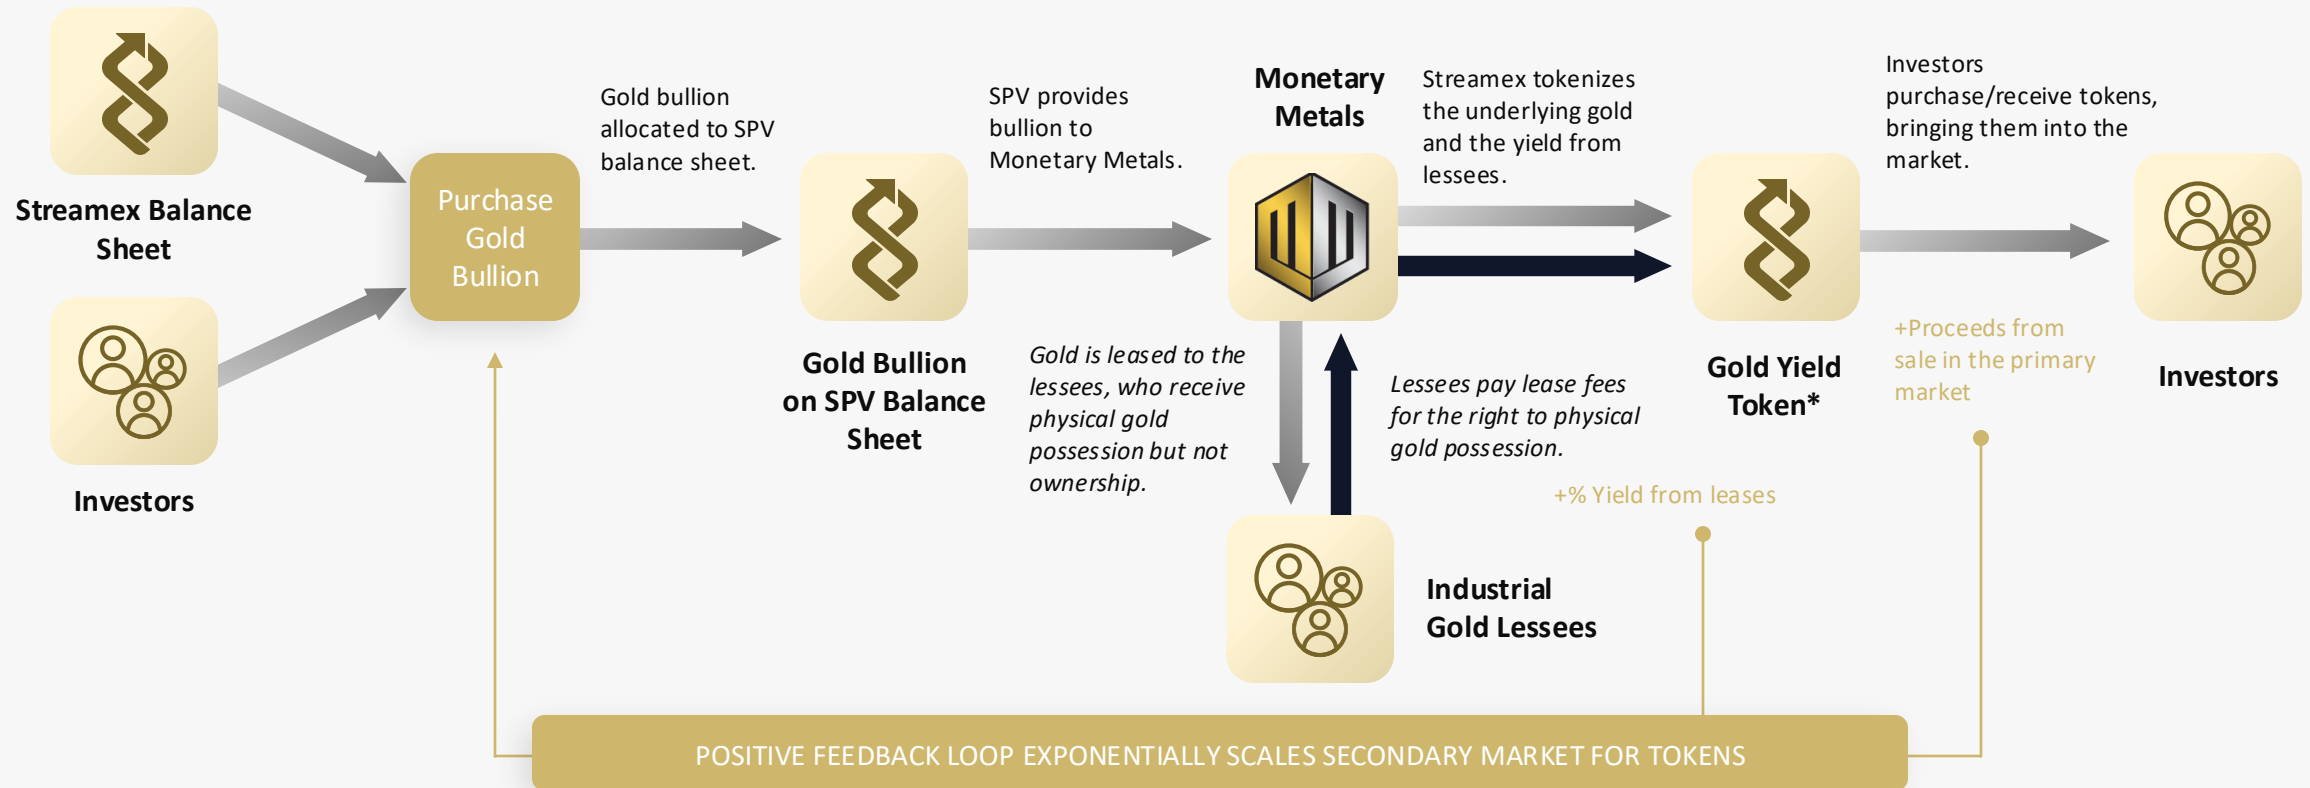 Streamex Balance
Sheet
Investors
Purchase
Gold
Bullion
Gold bullion
allocated to SPV
balance sheet.
Gold Bullion
on SPV Balance
Sheet
SPV provides
bullion to
Monetary Metals.
Monetary
Metals
Gold is leased to the
lessees, who receive
physical gold
possession but not
ownership.
Lessees pay lease fees
for the right to physical
gold possession.
Industrial
Gold Lessees
Streamex tokenizes
the underlying gold
and the yield from
lessees.
Gold Yield
Token*
+% Yield from leases
Investors
purchase/receive tokens,
bringing them into the
market.
+Proceeds from
sale in the primary
market
Investors
POSITIVE FEEDBACK LOOP EXPONENTIALLY SCALES SECONDARY MARKET FOR TOKENS